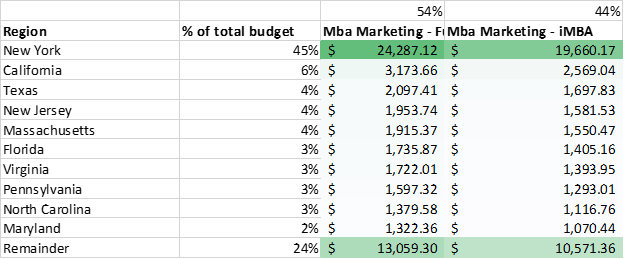 54% 44%
Region % of total budget Mba Marketing - Fu Mba Marketing - iMBA
New York 45% $ 24,287.12 $ 19,660.17
California 6% $ 3,173.66 $ 2,569.04
Texas 4% $ 2,097.41 $ 1,697.83
New Jersey 4% $ 1,953.74 $ 1,581.53
Massachusetts 4% $ 1,915.37 $ 1,550.47
Florida 3% $ 1,735.87 $ 1,405.16
Virginia 3% $ 1,722.01 $ 1,393.95
Pennsylvania 3% $ 1,597.32 $ 1,293.01
North Carolina 3% $ 1,379.58 $ 1,116.76
Maryland 2% $ 1,322.36 $ 1,070.44
Remainder 24% $ 13,059.30 $ 10,571.36